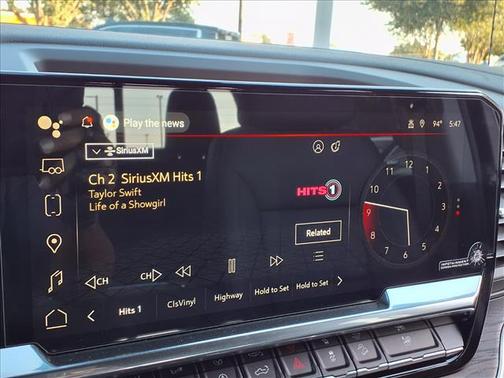 Play the news
94° 5:47
SiriusXM
Ch 2 SiriusXM Hits 1
Taylor Swift
Life of a Showgirl
HITS 1
Related
CH CH
Hits 1 ClsVinyl Highway Hold to Set Hold to Set
12
1
2
3
4
5
6
7
8
9
10
11